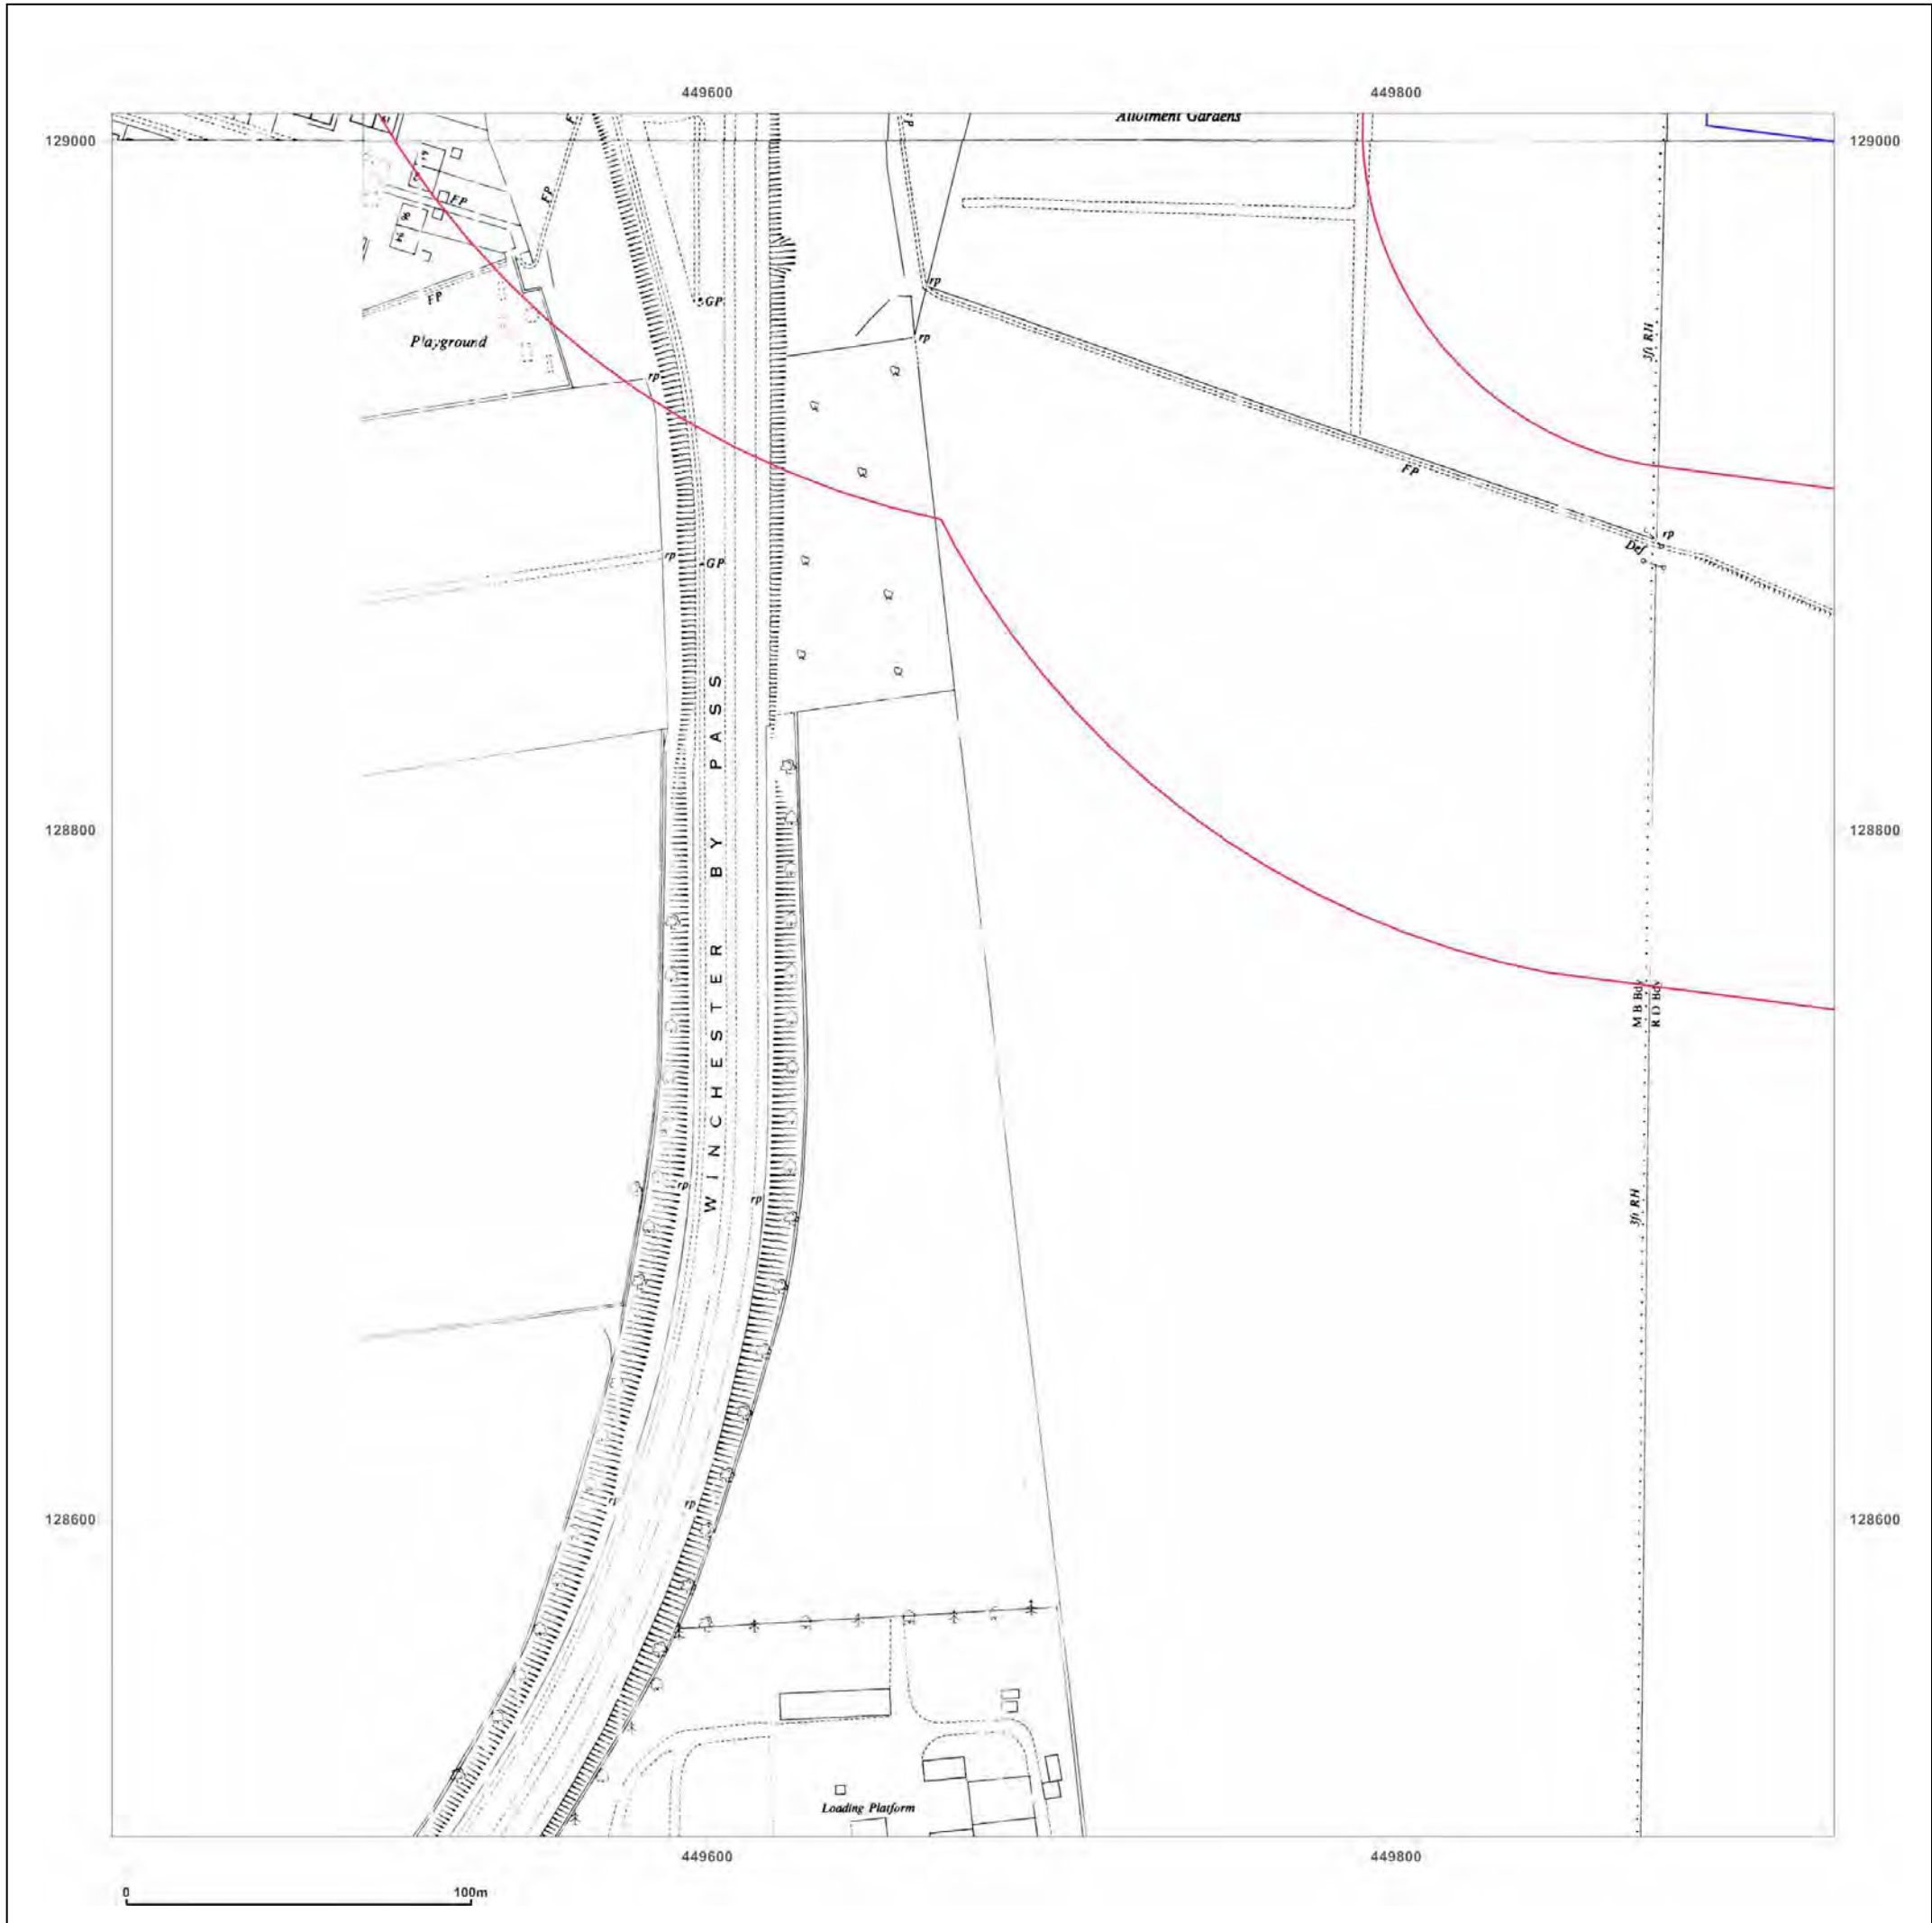 449600
449800
Allotment Gardens
129000
129000
FP
FP
rp
GP
FP
Playground
rp
3ft RH
rp
FP
rp
rp
GP
Def
WINCHESTER BY PASS
128800
128800
M B Bdy
R D Bdy
rp
rp
3ft RH
rp
128600
128600
Loading Platform
449600
449800
0
100m